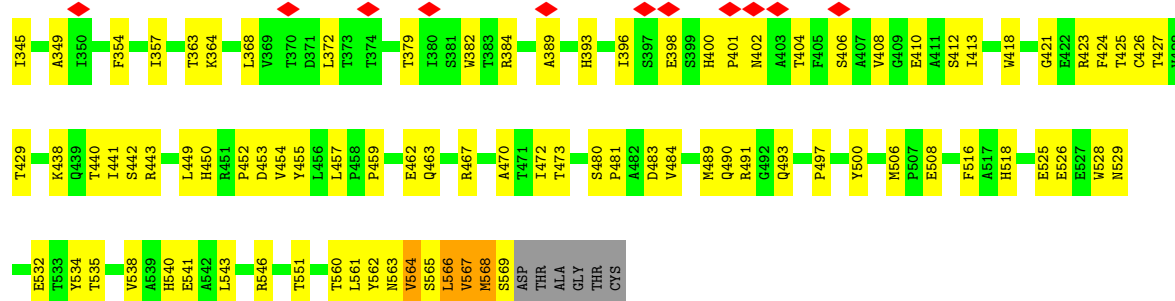 I345 A349 I350 F354 I357 T363 K364 L368 V369 T370 D371 L372 T373 T374 T379 I380 S381 W382 T383 R384 A389 H393 I396 S397 E398 S399 H400 P401 N402 A403 T404 F405 S406 A407 V408 G409 E410 A411 S412 I413 W418 G421 E422 R423 F424 T425 C426 T427
T429 K438 Q439 T440 I441 S442 R443 L449 H450 R451 P452 D453 V454 Y455 L456 L457 P458 P459 E462 Q463 R467 A470 T471 I472 T473 S480 P481 A482 D483 V484 M489 Q490 R491 G492 Q493 P497 Y500 M506 P507 E508 F516 A517 H518 E525 E526 E527 W528 N529
E532 T533 Y534 T535 V538 A539 H540 E541 A542 L543 R546 T551 T560 L561 Y562 N563 V564 S565 L566 V567 M568 S569 ASP THR ALA GLY THR CYS